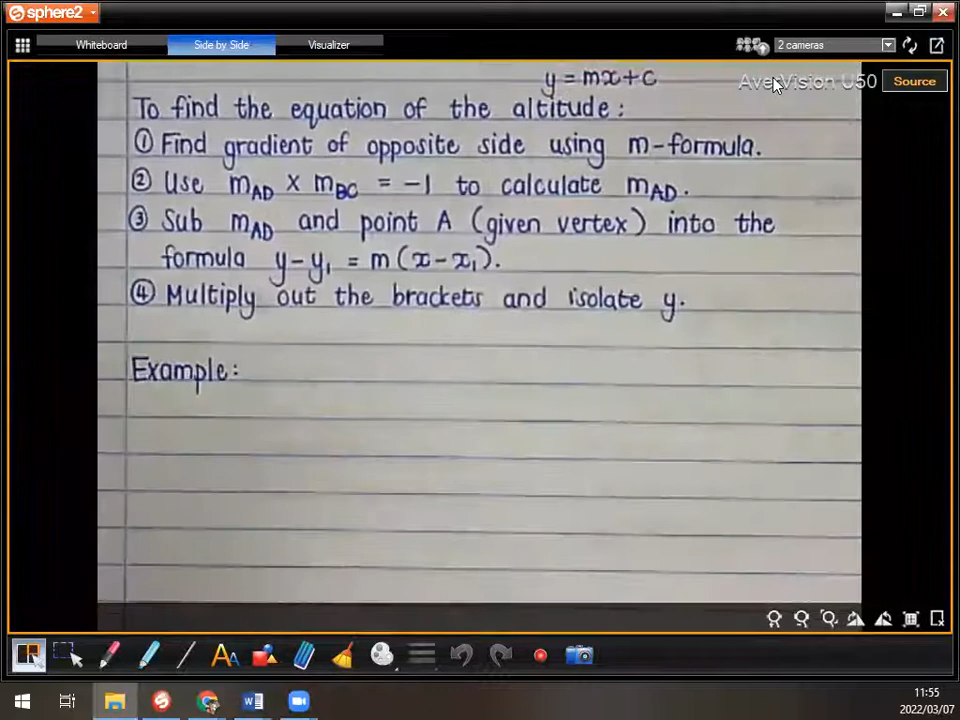 sphere2
Whiteboard
Side by Side
Visualizer
2 cameras
AverVision U50
Source
y = mx + c
To find the equation of the altitude :
① Find gradient of opposite side using m-formula.
② Use m_AD × m_BC = -1 to calculate m_AD.
③ Sub m_AD and point A (given vertex) into the
formula y - y₁ = m (x - x₁).
④ Multiply out the brackets and isolate y.
Example:
11:55
2022/03/07